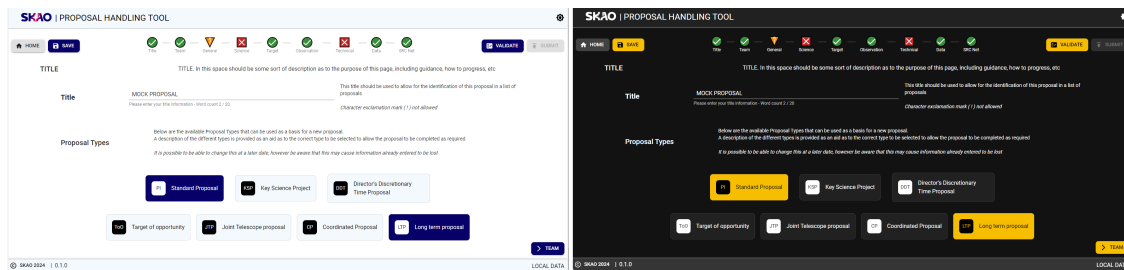 SKAO | PROPOSAL HANDLING TOOL
HOME SAVE Title Team General Science Target Observation Technical Data SRC Net VALIDATE SUBMIT
TITLE TITLE. In this space should be some sort of description as to the purpose of this page, including guidance, how to progress, etc
Title MOCK PROPOSAL
Please enter your title information - Word count 2 / 20
This title should be used to allow for the identification of this proposal in a list of
proposals
Character exclamation mark ( ! ) not allowed
Proposal Types
Below are the available Proposal Types that can be used as a basis for a new proposal.
A description of the different types is provided as an aid as to the correct type to be selected to allow the proposal to be completed as required
It is possible to be able to change this at a later date, however be aware that this may cause information already entered to be lost
PI Standard Proposal KSP Key Science Project DDT Director's Discretionary
Time Proposal
ToO Target of opportunity JTP Joint Telescope proposal CP Coordinated Proposal LTP Long term proposal
> TEAM
© SKAO 2024 | 0.1.0 LOCAL DATA
SKAO | PROPOSAL HANDLING TOOL
HOME SAVE Title Team General Science Target Observation Technical Data SRC Net VALIDATE SUBMIT
TITLE TITLE. In this space should be some sort of description as to the purpose of this page, including guidance, how to progress, etc
Title MOCK PROPOSAL
Please enter your title information - Word count 2 / 20
This title should be used to allow for the identification of this proposal in a list of
proposals
Character exclamation mark ( ! ) not allowed
Proposal Types
Below are the available Proposal Types that can be used as a basis for a new proposal.
A description of the different types is provided as an aid as to the correct type to be selected to allow the proposal to be completed as required
It is possible to be able to change this at a later date, however be aware that this may cause information already entered to be lost
PI Standard Proposal KSP Key Science Project DDT Director's Discretionary
Time Proposal
ToO Target of opportunity JTP Joint Telescope proposal CP Coordinated Proposal LTP Long term proposal
> TEAM
© SKAO 2024 | 0.1.0 LOCAL DAT